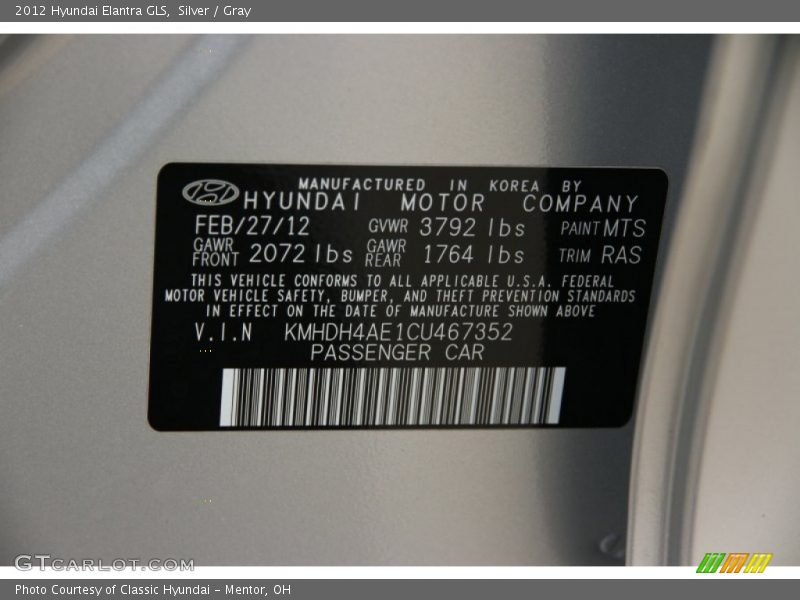 2012 Hyundai Elantra GLS, Silver / Gray
MANUFACTURED IN KOREA BY
HYUNDAI MOTOR COMPANY
FEB/27/12 GVWR 3792 lbs PAINT MTS
GAWR FRONT 2072 lbs GAWR REAR 1764 lbs TRIM RAS
THIS VEHICLE CONFORMS TO ALL APPLICABLE U.S.A. FEDERAL
MOTOR VEHICLE SAFETY, BUMPER, AND THEFT PREVENTION STANDARDS
IN EFFECT ON THE DATE OF MANUFACTURE SHOWN ABOVE
V.I.N KMHDH4AE1CU467352
PASSENGER CAR
GTCARLOT.COM
Photo Courtesy of Classic Hyundai - Mentor, OH